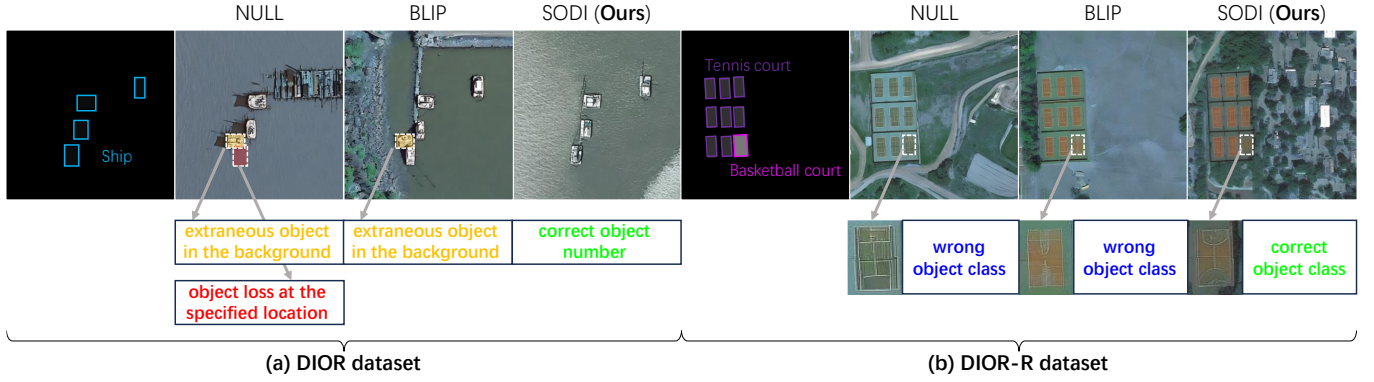 NULL
BLIP
SODI (Ours)
NULL
BLIP
SODI (Ours)
Ship
Tennis court
Basketball court
extraneous object
in the background
extraneous object
in the background
correct object
number
object loss at the
specified location
wrong
object class
wrong
object class
correct
object class
(a) DIOR dataset
(b) DIOR-R dataset